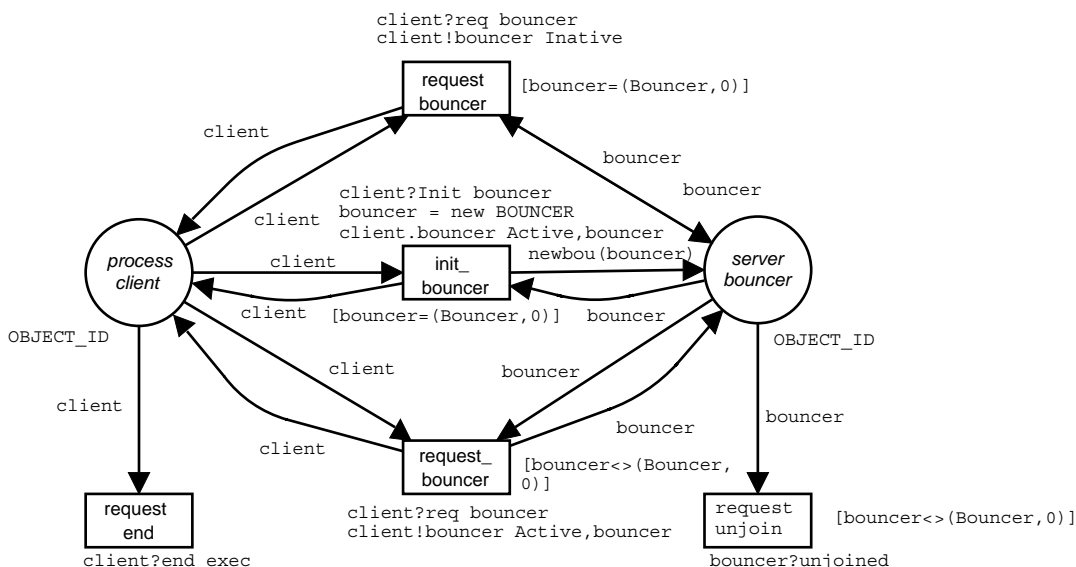 client?req bouncer
client!bouncer Inative
request
bouncer
[bouncer=(Bouncer,0)]
client
bouncer
bouncer
client
client?Init bouncer
bouncer = new BOUNCER
client.bouncer Active,bouncer
newbou(bouncer)
process
client
client
init_
bouncer
server
bouncer
client
[bouncer=(Bouncer,0)]
bouncer
OBJECT_ID
OBJECT_ID
client
bouncer
client
bouncer
client
bouncer
request_
bouncer
[bouncer<>(Bouncer,
0)]
request
end
client?req bouncer
client!bouncer Active,bouncer
request
unjoin
[bouncer<>(Bouncer,0)]
client?end exec
bouncer?unjoined